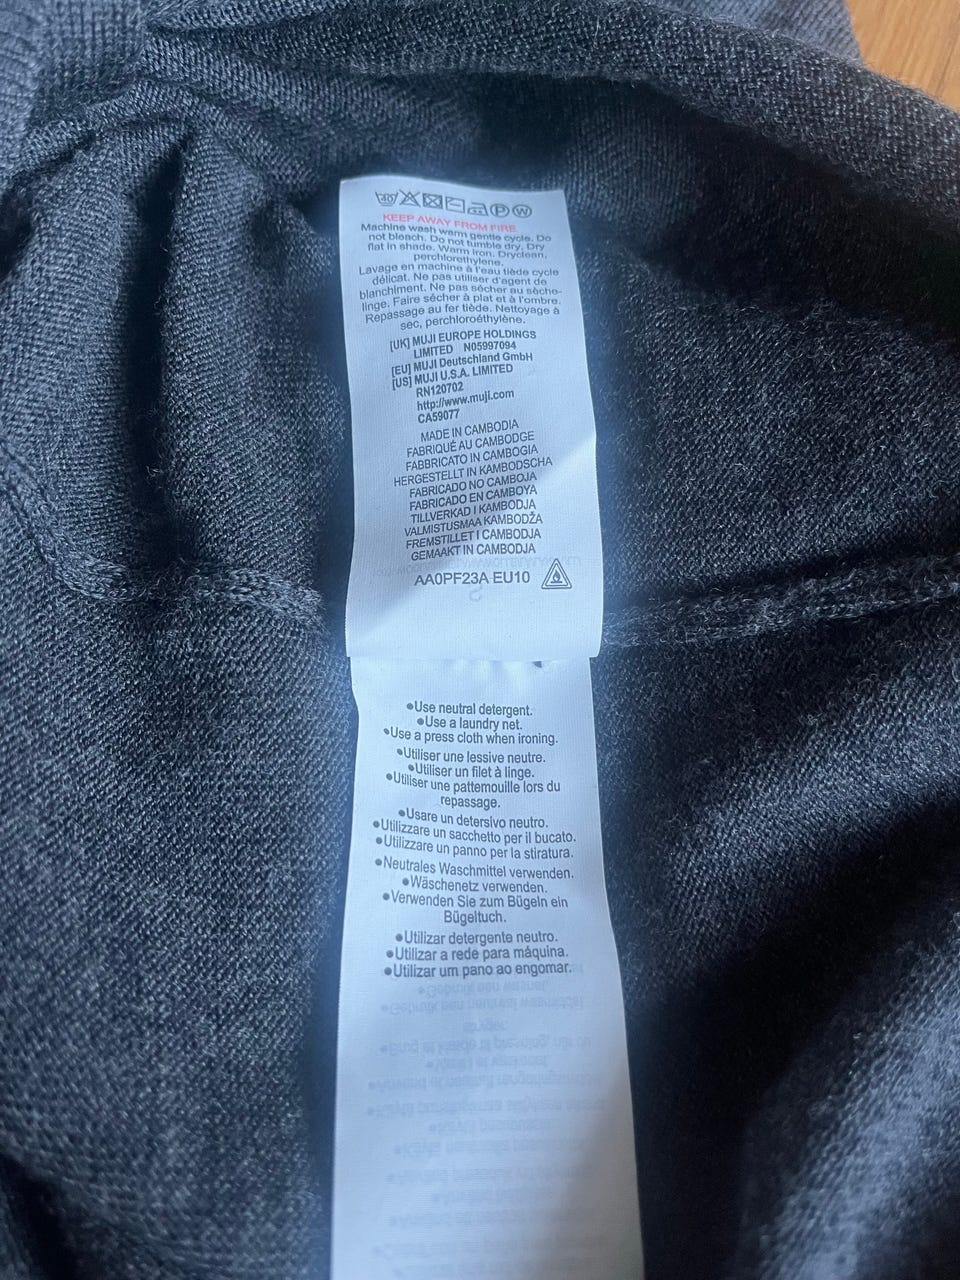 40 P W
KEEP AWAY FROM FIRE
Machine wash warm gentle cycle. Do
not bleach. Do not tumble dry. Dry
flat in shade. Warm iron. Dryclean,
perchlorethylene.
Lavage en machine à l'eau tiède cycle
délicat. Ne pas utiliser d'agent de
blanchiment. Ne pas sécher au sèche-
linge. Faire sécher à plat et à l'ombre.
Repassage au fer tiède. Nettoyage à
sec, perchloréthylène.
[UK] MUJI EUROPE HOLDINGS
LIMITED N05997094
[EU] MUJI Deutschland GmbH
[US] MUJI U.S.A. LIMITED
RN120702
http://www.muji.com
CA59077
MADE IN CAMBODIA
FABRIQUÉ AU CAMBODGE
FABBRICATO IN CAMBOGIA
HERGESTELLT IN KAMBODSCHA
FABRICADO NO CAMBOJA
FABRICADO EN CAMBOYA
TILLVERKAD I KAMBODJA
VALMISTUSMAA KAMBODŽA
FREMSTILLET I CAMBODJA
GEMAAKT IN CAMBODJA
AA0PF23A EU10
●Use neutral detergent.
●Use a laundry net.
●Use a press cloth when ironing.
●Utiliser une lessive neutre.
●Utiliser un filet à linge.
●Utiliser une pattemouille lors du
repassage.
●Usare un detersivo neutro.
●Utilizzare un sacchetto per il bucato.
●Utilizzare un panno per la stiratura.
●Neutrales Waschmittel verwenden.
●Wäschenetz verwenden.
●Verwenden Sie zum Bügeln ein
Bügeltuch.
●Utilizar detergente neutro.
●Utilizar a rede para máquina.
●Utilizar um pano ao engomar.